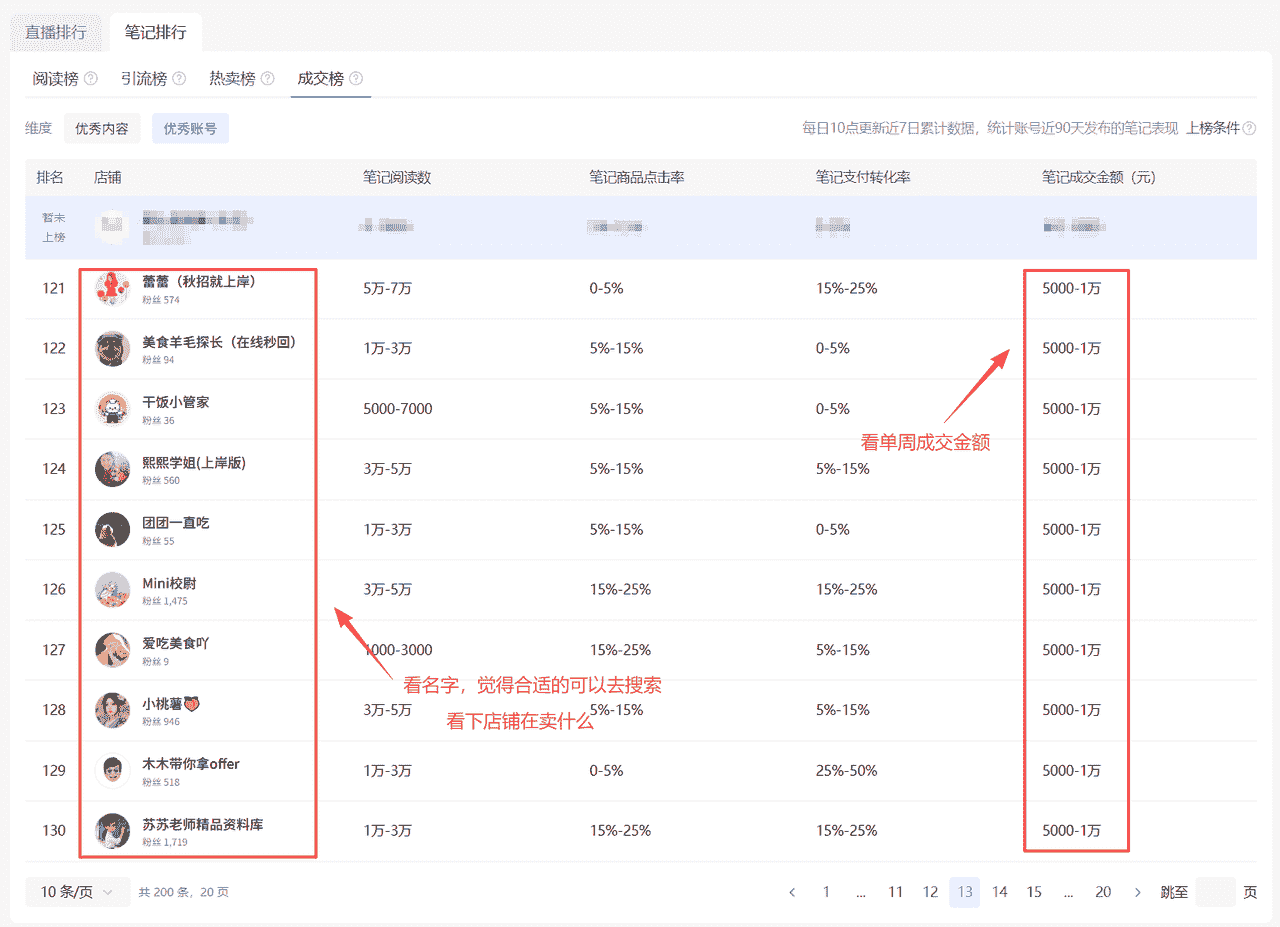 直播排行 笔记排行
阅读榜 引流榜 热卖榜 成交榜
维度 优秀内容 优秀账号 每日10点更新近7日累计数据，统计账号近90天发布的笔记表现 上榜条件
排名 店铺 笔记阅读数 笔记商品点击率 笔记支付转化率 笔记成交金额（元）
暂未
上榜
121 蕾蕾（秋招就上岸） 5万-7万 0-5% 15%-25% 5000-1万
粉丝 574
122 美食羊毛探长（在线秒回） 1万-3万 5%-15% 0-5% 5000-1万
粉丝 94
123 干饭小管家 5000-7000 5%-15% 0-5% 5000-1万
粉丝 36
看单周成交金额
124 熙熙学姐(上岸版) 3万-5万 5%-15% 5%-15% 5000-1万
粉丝 560
125 团团一直吃 1万-3万 5%-15% 0-5% 5000-1万
粉丝 55
126 Mini校尉 3万-5万 15%-25% 15%-25% 5000-1万
粉丝 1,475
127 爱吃美食吖 1000-3000 15%-25% 5%-15% 5000-1万
粉丝 9
看名字，觉得合适的可以去搜索
128 小桃薯🍑 3万-5万 5%-15% 5%-15% 5000-1万
粉丝 946
看下店铺在卖什么
129 木木带你拿offer 1万-3万 0-5% 25%-50% 5000-1万
粉丝 518
130 苏苏老师精品资料库 1万-3万 15%-25% 15%-25% 5000-1万
粉丝 1,719
10 条/页 共 200 条，20 页 < 1 ... 11 12 13 14 15 ... 20 > 跳至 页